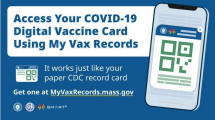 Access Your COVID-19
Digital Vaccine Card
Using My Vax Records
It works just like your
paper CDC record card
Get one at MyVaxRecords.mass.gov